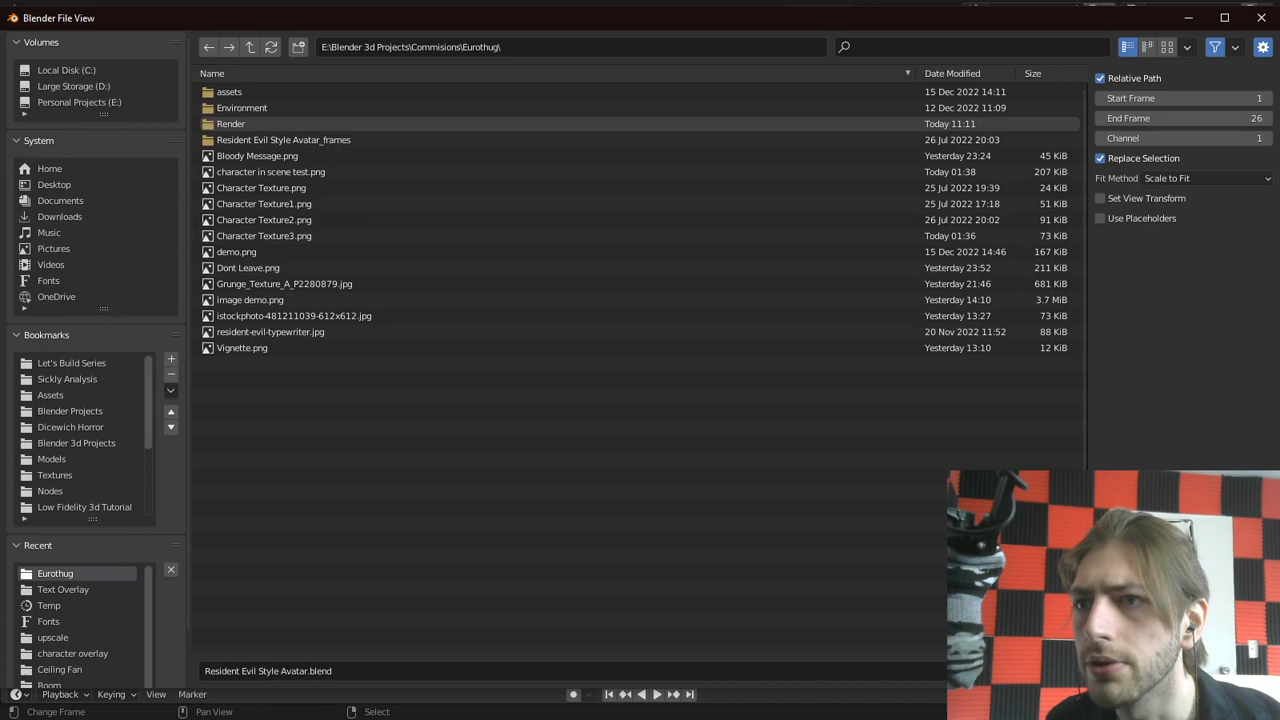 Blender File View
Volumes
Local Disk (C:)
Large Storage (D:)
Personal Projects (E:)
System
Home
Desktop
Documents
Downloads
Music
Pictures
Videos
Fonts
OneDrive
Bookmarks
Let's Build Series
Sickly Analysis
Assets
Blender Projects
Dicewich Horror
Blender 3d Projects
Models
Textures
Nodes
Low Fidelity 3d Tutorial
Recent
Eurothug
Text Overlay
Temp
Fonts
upscale
character overlay
Ceiling Fan
Room
E:\Blender 3d Projects\Commisions\Eurothug\
Name Date Modified Size
assets 15 Dec 2022 14:11
Environment 12 Dec 2022 11:09
Render Today 11:11
Resident Evil Style Avatar_frames 26 Jul 2022 20:03
Bloody Message.png Yesterday 23:24 45 KiB
character in scene test.png Today 01:38 207 KiB
Character Texture.png 25 Jul 2022 19:39 24 KiB
Character Texture1.png 25 Jul 2022 17:18 51 KiB
Character Texture2.png 26 Jul 2022 20:02 91 KiB
Character Texture3.png Today 01:36 73 KiB
demo.png 15 Dec 2022 14:46 167 KiB
Dont Leave.png Yesterday 23:52 211 KiB
Grunge_Texture_A_P2280879.jpg Yesterday 21:46 681 KiB
image demo.png Yesterday 14:10 3.7 MiB
istockphoto-481211039-612x612.jpg Yesterday 13:27 73 KiB
resident-evil-typewriter.jpg 20 Nov 2022 11:52 88 KiB
Vignette.png Yesterday 13:10 12 KiB
Resident Evil Style Avatar.blend
Relative Path
Start Frame 1
End Frame 26
Channel 1
Replace Selection
Fit Method Scale to Fit
Set View Transform
Use Placeholders
Playback Keying View Marker
Change Frame Pan View Select